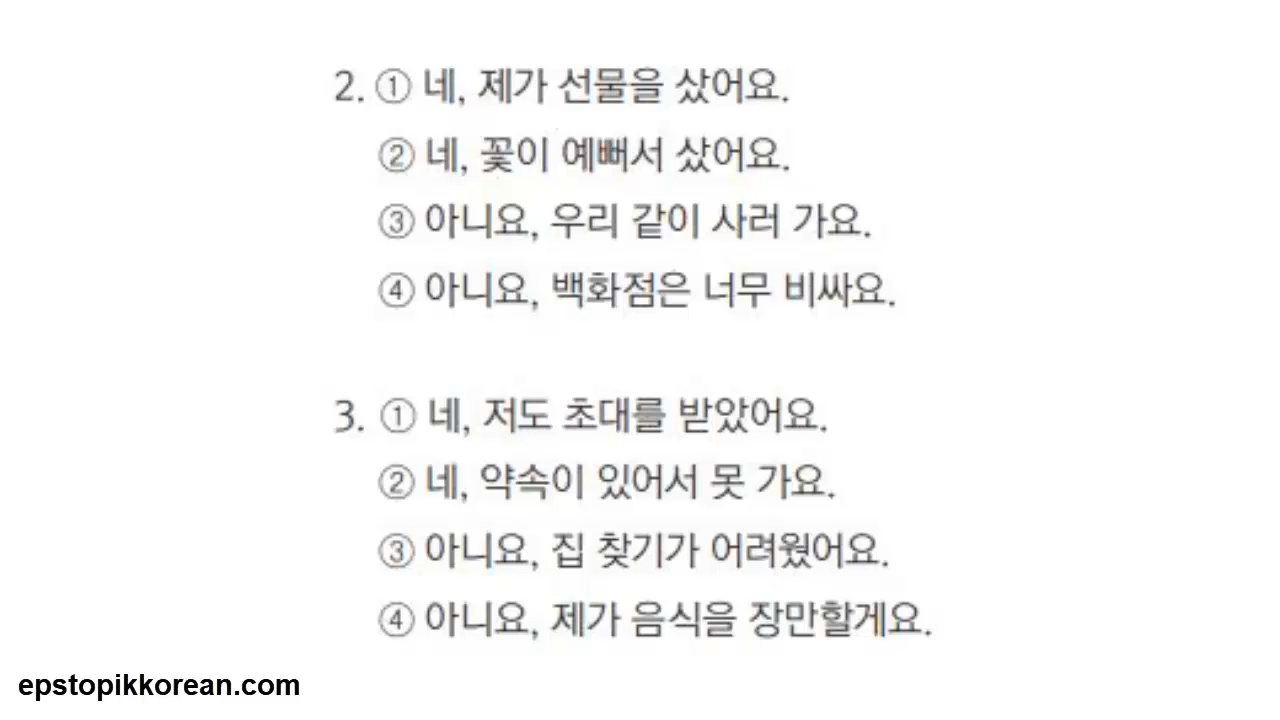 2. ① 네, 제가 선물을 샀어요.
② 네, 꽃이 예뻐서 샀어요.
③ 아니요, 우리 같이 사러 가요.
④ 아니요, 백화점은 너무 비싸요.
3. ① 네, 저도 초대를 받았어요.
② 네, 약속이 있어서 못 가요.
③ 아니요, 집 찾기가 어려웠어요.
④ 아니요, 제가 음식을 장만할게요.
epstopikkorean.com